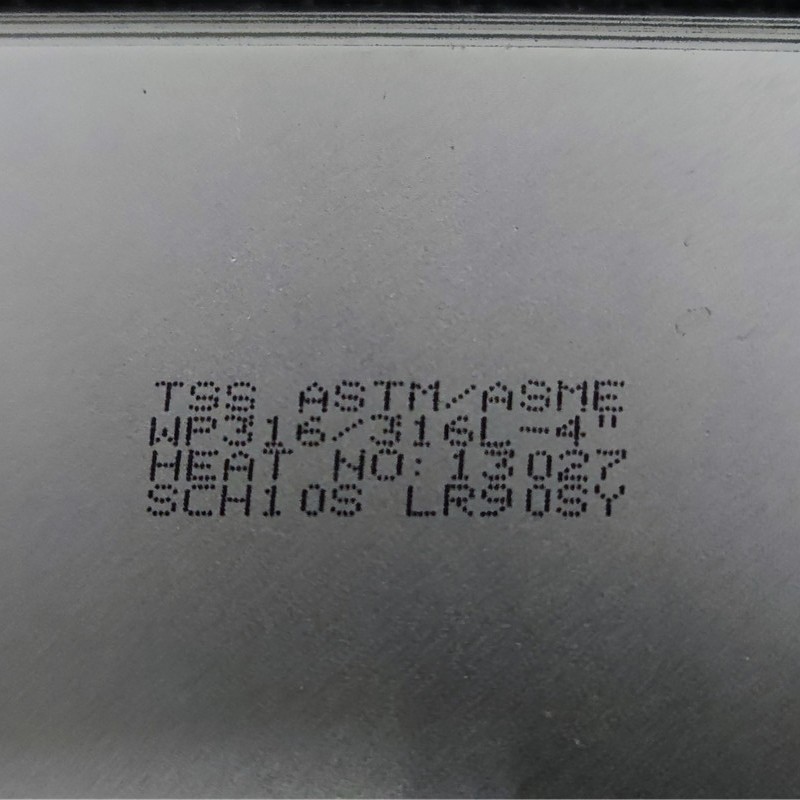 TSS ASTM/ASME
WP316/316L-4"
HEAT NO:13027
SCH10S LR90SY